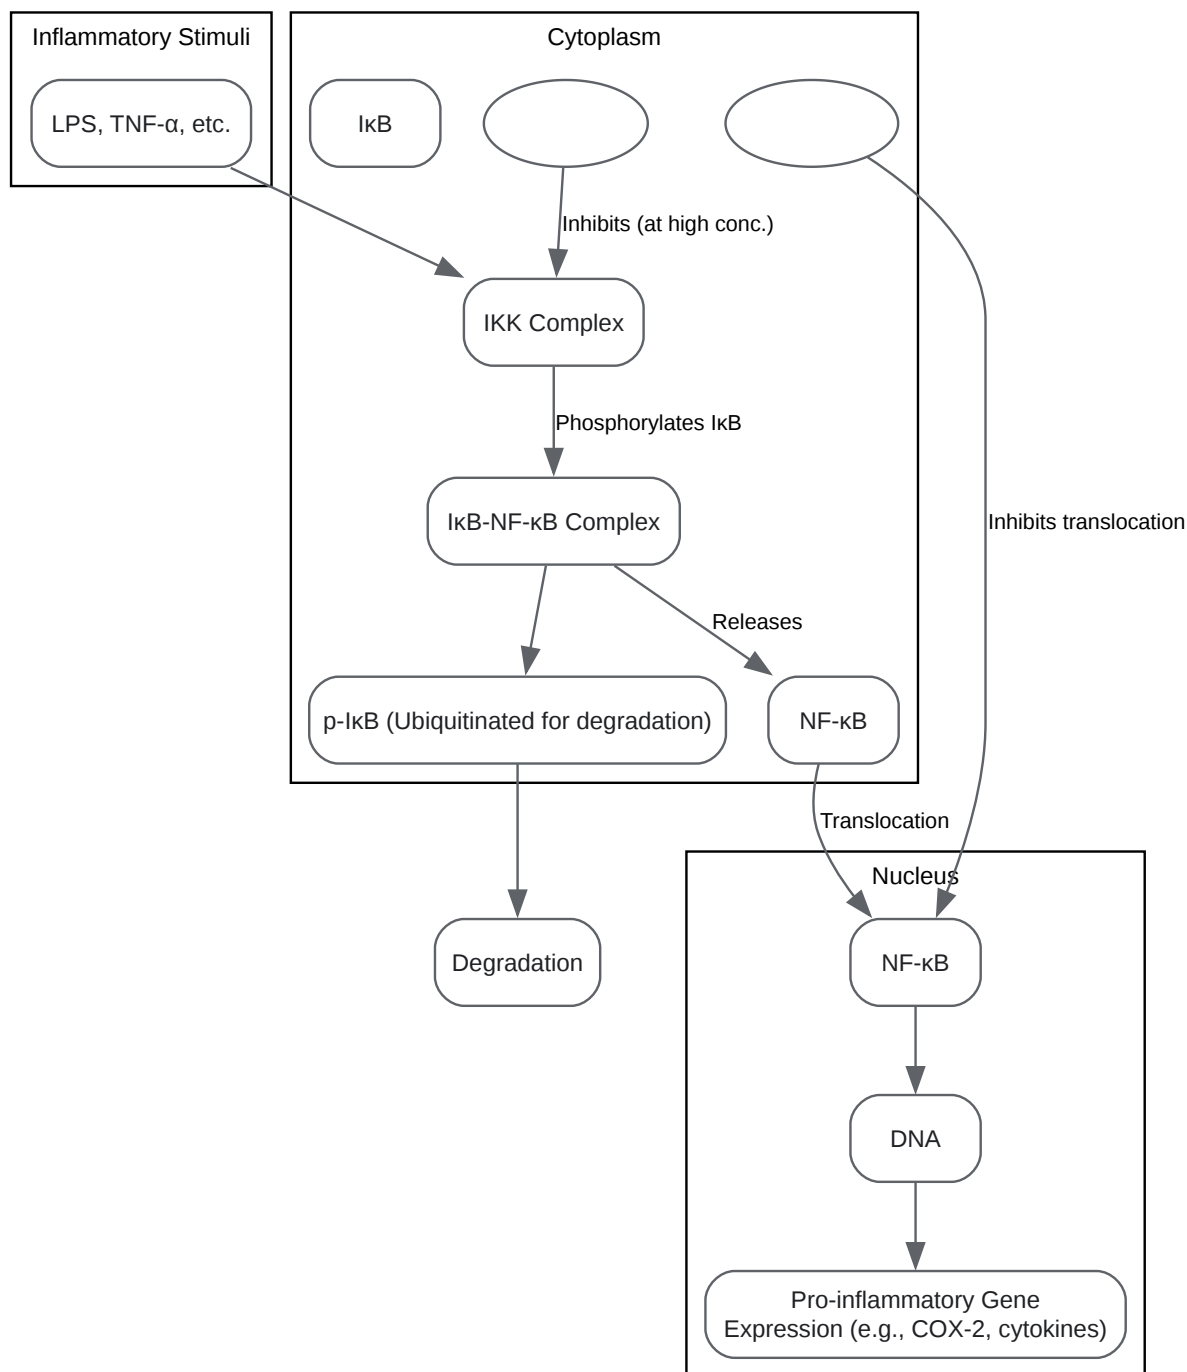 Inflammatory Stimuli
Cytoplasm
LPS, TNF-α, etc.
IκB
Inhibits (at high conc.)
IKK Complex
Phosphorylates IκB
IκB-NF-κB Complex
Inhibits translocation
Releases
p-IκB (Ubiquitinated for degradation)
NF-κB
Translocation
Nucleus
Degradation
NF-κB
DNA
Pro-inflammatory Gene
Expression (e.g., COX-2, cytokines)